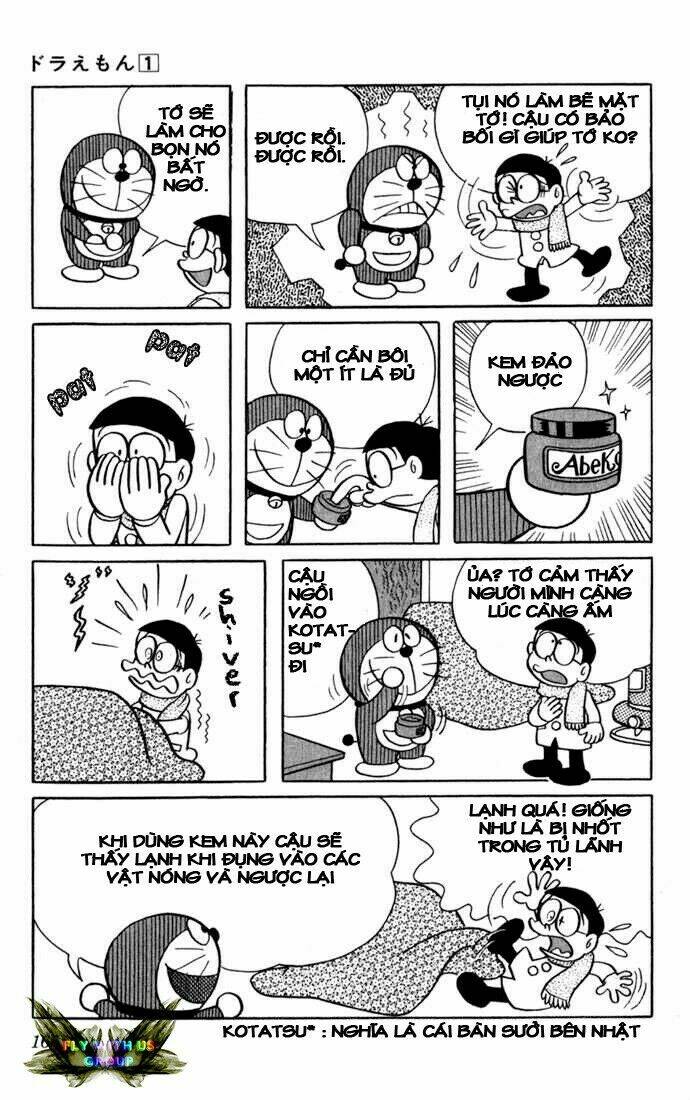 ドラえもん 1
TỤI NÓ LÀM BẼ MẶT
TỚ! CẬU CÓ BẢO
BỐI GÌ GIÚP TỚ KO?
ĐƯỢC RỒI.
ĐƯỢC RỒI.
TỚ SẼ
LÀM CHO
BỌN NÓ
BẤT
NGỜ.
KEM ĐẢO
NGƯỢC
AbeKo
CHỈ CẦN BÔI
MỘT ÍT LÀ ĐỦ
pat
pat
ỦA? TỚ CẢM THẤY
NGƯỜI MÌNH CÀNG
LÚC CÀNG ẤM
CẬU
NGỒI
VÀO
KOTAT-
SU*
ĐI
shiver
LẠNH QUÁ! GIỐNG
NHƯ LÀ BỊ NHỐT
TRONG TỦ LÃNH
VẬY!
KHI DÙNG KEM NÀY CẬU SẼ
THẤY LẠNH KHI ĐỤNG VÀO CÁC
VẬT NÓNG VÀ NGƯỢC LẠI
KOTATSU* : NGHĨA LÀ CÁI BÀN SƯỞI BÊN NHẬT
FLY WITH US
GROUP